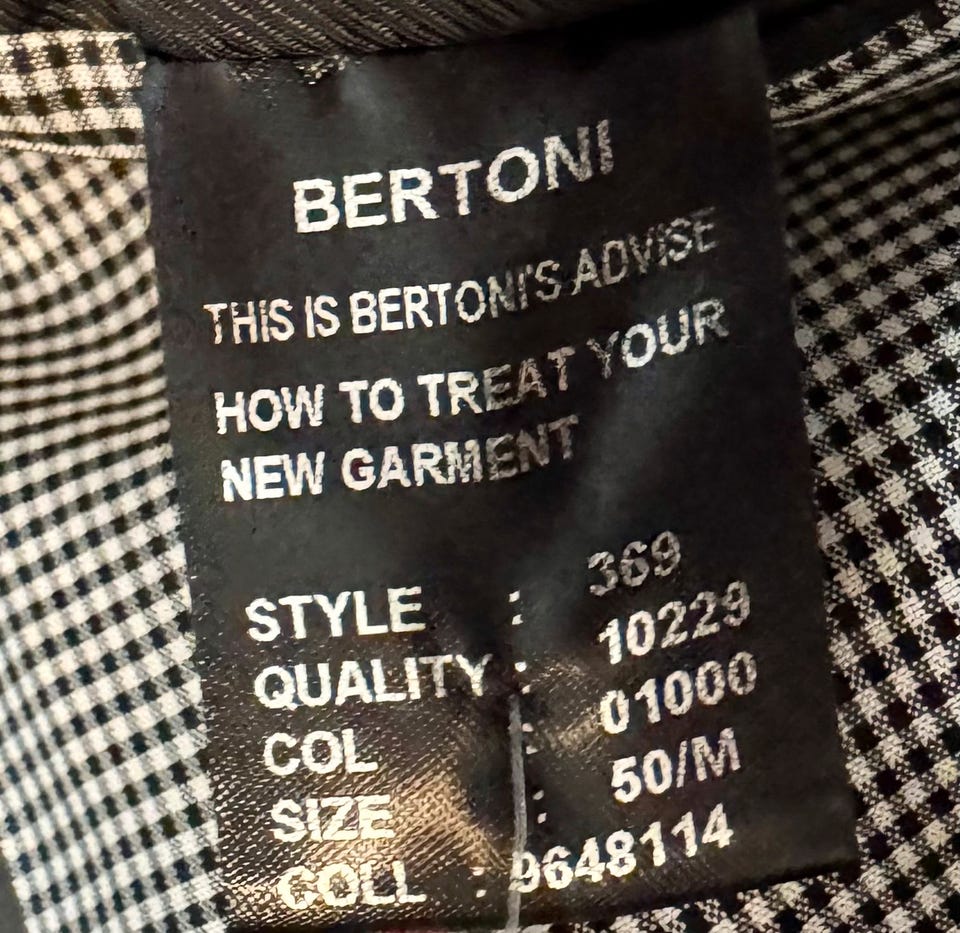 BERTONI
THIS IS BERTONI'S ADVISE
HOW TO TREAT YOUR
NEW GARMENT
STYLE : 369
QUALITY : 10229
COL : 01000
SIZE : 50/M
COLL : 9648114